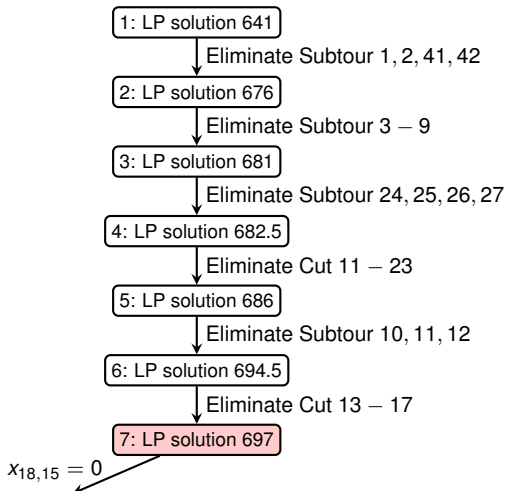 1: LP solution 641
Eliminate Subtour 1, 2, 41, 42
2: LP solution 676
Eliminate Subtour 3 − 9
3: LP solution 681
Eliminate Subtour 24, 25, 26, 27
4: LP solution 682.5
Eliminate Cut 11 − 23
5: LP solution 686
Eliminate Subtour 10, 11, 12
6: LP solution 694.5
Eliminate Cut 13 − 17
7: LP solution 697
x18,15 = 0